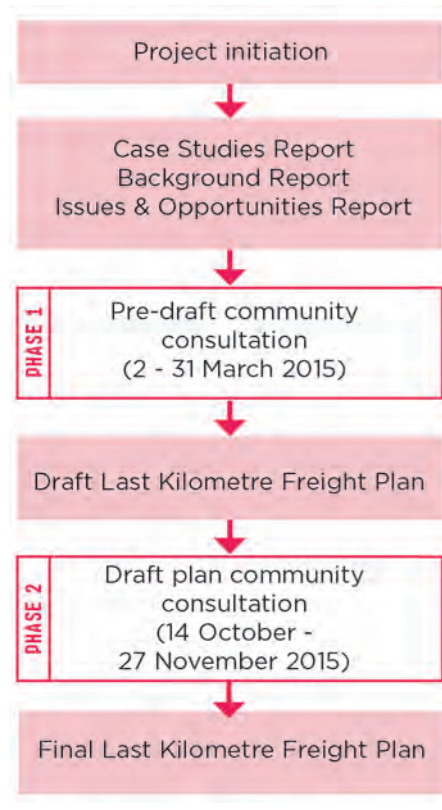 Project initiation
Case Studies Report
Background Report
Issues & Opportunities Report
PHASE 1
Pre-draft community
consultation
(2 - 31 March 2015)
Draft Last Kilometre Freight Plan
PHASE 2
Draft plan community
consultation
(14 October -
27 November 2015)
Final Last Kilometre Freight Plan